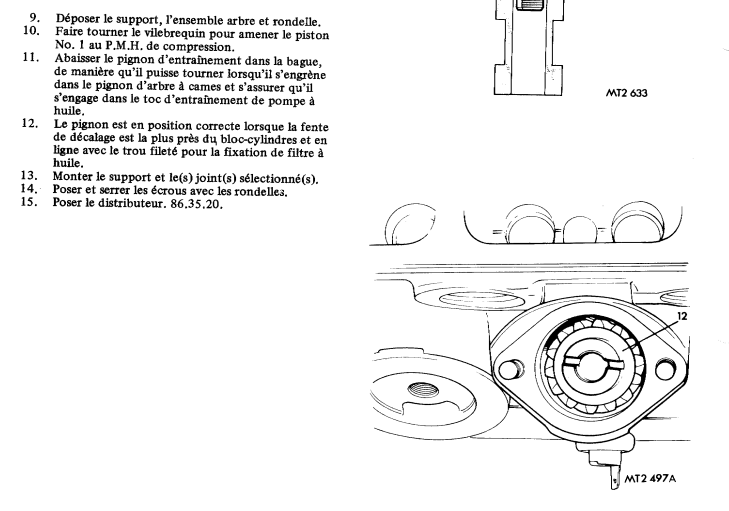 9. Déposer le support, l'ensemble arbre et rondelle.
10. Faire tourner le vilebrequin pour amener le piston
No. 1 au P.M.H. de compression.
11. Abaisser le pignon d'entraînement dans la bague,
de manière qu'il puisse tourner lorsqu'il s'engrène
dans le pignon d'arbre à cames et s'assurer qu'il
s'engage dans le toc d'entraînement de pompe à
huile.
12. Le pignon est en position correcte lorsque la fente
de décalage est la plus près du bloc-cylindres et en
ligne avec le trou fileté pour la fixation de filtre à
huile.
13. Monter le support et le(s) joint(s) sélectionné(s).
14. Poser et serrer les écrous avec les rondelles.
15. Poser le distributeur. 86.35.20.
MT2 633
12
MT2 497A